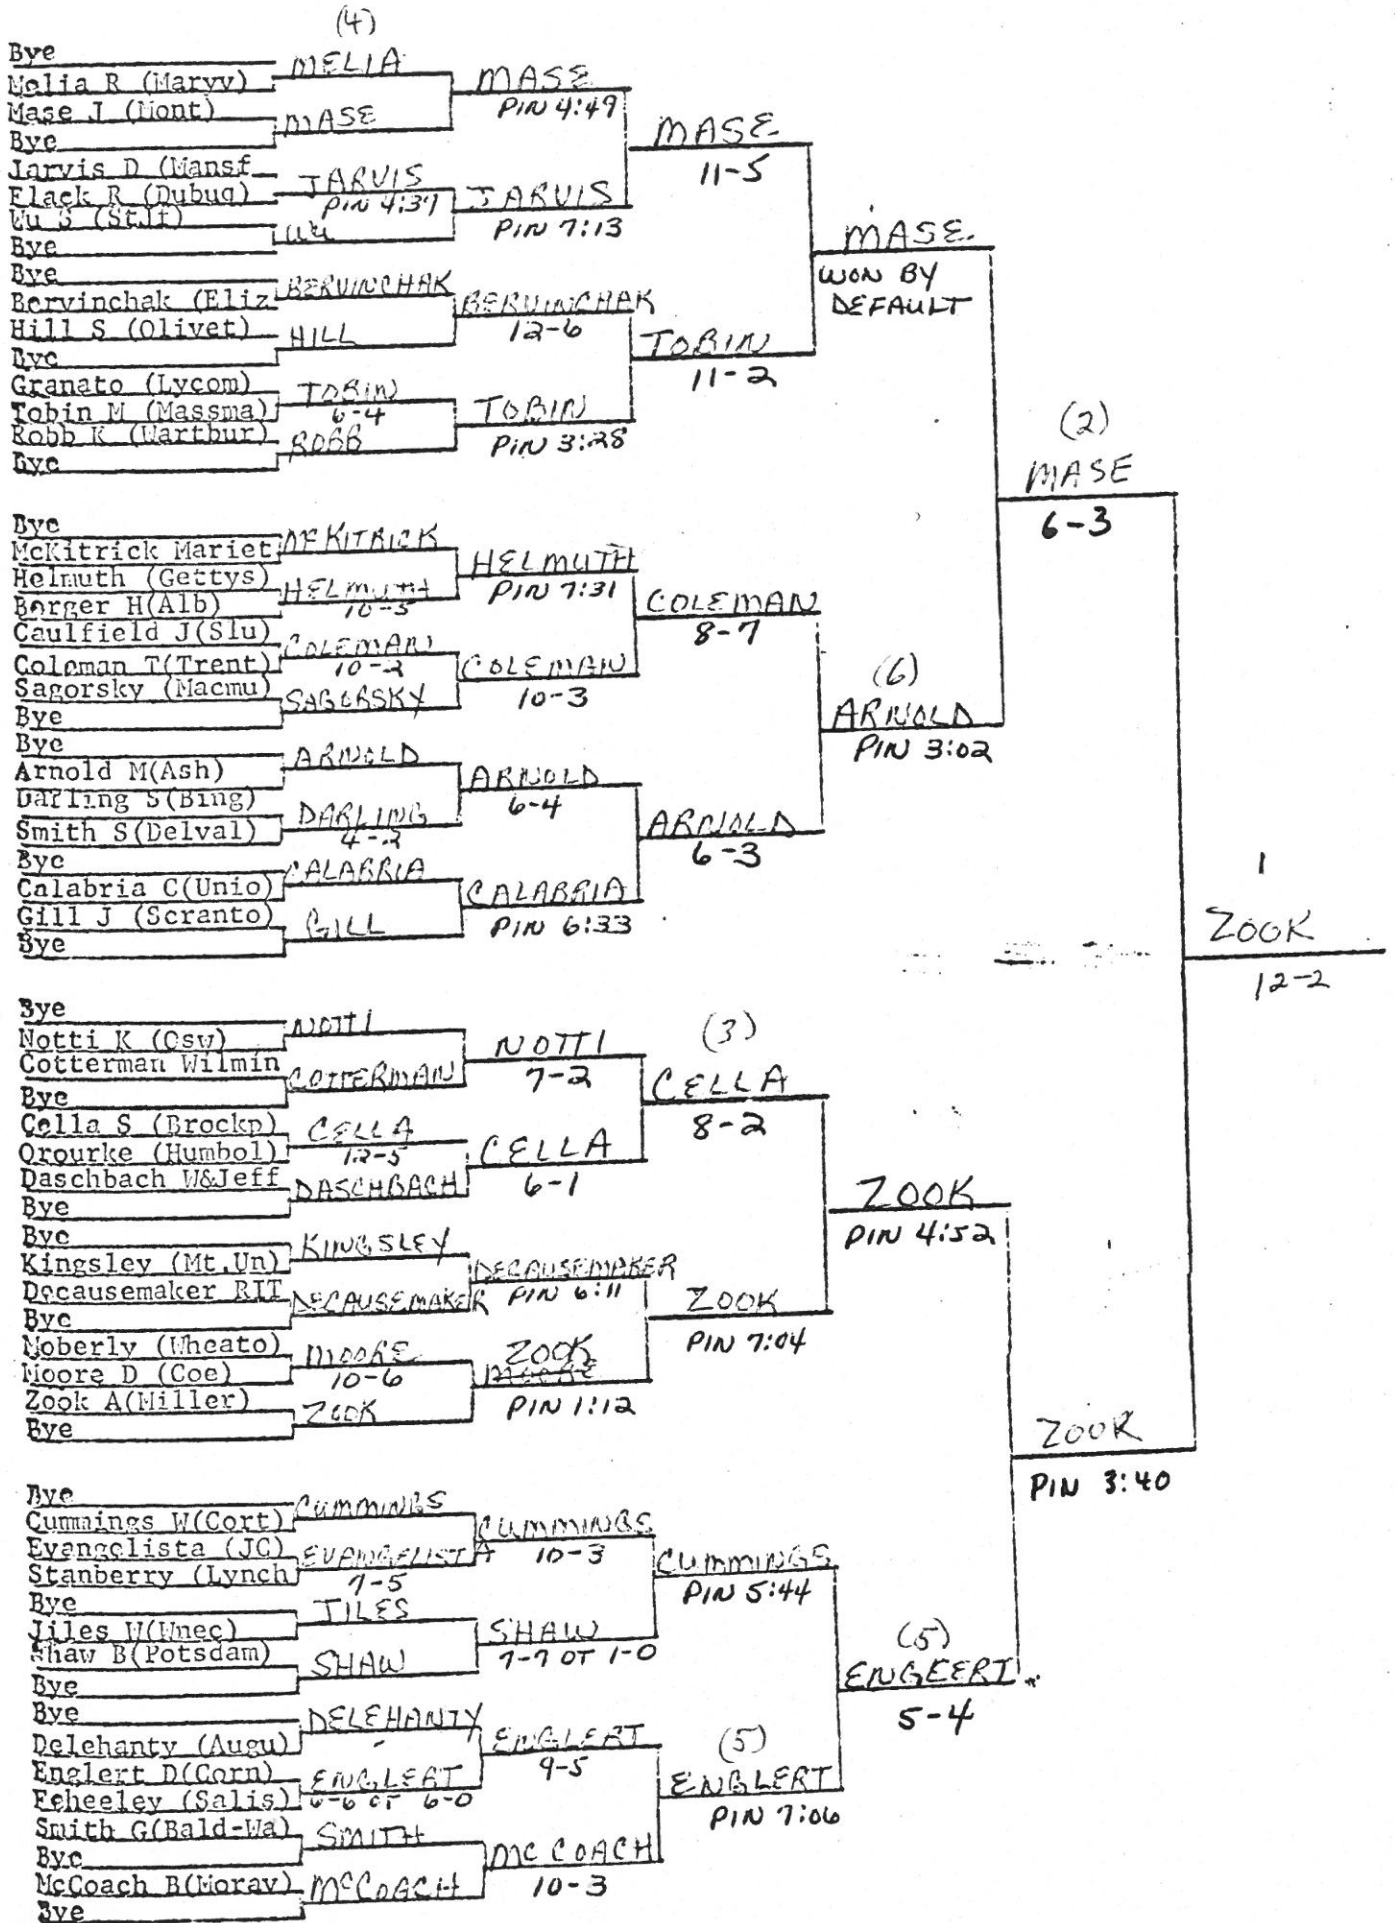 (4)
Bye
Melia R (Maryv)
Mase J (Mont)
Bye
Jarvis D (Mansf
Flack R (Dubuq)
Wu S (StJf)
Bye
Bye
Bervinchak (Eliz
Hill S (Olivet)
Bye
Granato (Lycom)
Tobin M (Massma)
Robb K (Wartbur)
Bye
MELIA
MASE
JARVIS
PIN 4:37
WU
BERVINCHAK
HILL
TOBIN
6-4
ROBB
MASE
PIN 4:49
JARVIS
PIN 7:13
BERVINCHAK
12-6
TOBIN
PIN 3:28
MASE
11-5
TOBIN
11-2
MASE
WON BY
DEFAULT
Bye
McKitrick Mariet
Helmuth (Gettys)
Borger H(Alb)
Caulfield J(Slu)
Coleman T(Trent)
Sagorsky (Macmu)
Bye
Bye
Arnold M(Ash)
Darling S(Bing)
Smith S(Delval)
Bye
Calabria C(Unio)
Gill J (Scranto)
Bye
McKITRICK
HELMUTH
10-5
COLEMAN
10-2
SAGORSKY
ARNOLD
DARLING
4-2
CALABRIA
GILL
HELMUTH
PIN 7:31
COLEMAN
10-3
ARNOLD
6-4
CALABRIA
PIN 6:33
COLEMAN
8-7
ARNOLD
6-3
(6)
ARNOLD
PIN 3:02
(2)
MASE
6-3
Bye
Notti K (Osw)
Cotterman Wilmin
Bye
Cella S (Brockp)
Orourke (Humbol)
Daschbach W&Jeff
Bye
Bye
Kingsley (Mt.Un)
Decausemaker RIT
Bye
Moberly (Wheato)
Moore D (Coe)
Zook A(Miller)
Bye
NOTTI
COTTERMAN
CELLA
12-5
DASCHBACH
KINGSLEY
DECAUSEMAKER
MOORE
10-6
ZOOK
NOTTI
7-2
CELLA
6-1
DECAUSEMAKER
PIN 6:11
ZOOK
MOORE
PIN 1:12
(3)
CELLA
8-2
ZOOK
PIN 7:04
ZOOK
PIN 4:52
Bye
Cummings W(Cort)
Evangelista (JC)
Stanberry (Lynch
Bye
Jiles W(Wnec)
Shaw B(Potsdam)
Bye
Bye
Delehanty (Augu)
Englert D(Corn)
Fcheeley (Salis)
Smith G(Bald-Wa)
Bye
McCoach B(Morav)
Bye
CUMMINGS
EVANGELISTA
7-5
JILES
SHAW
DELEHANTY
ENGLERT
6-6 OT 6-0
SMITH
McCOACH
CUMMINGS
10-3
SHAW
7-7 OT 1-0
ENGLERT
9-5
McCOACH
10-3
CUMMINGS
PIN 5:44
(5)
ENGLERT
PIN 7:06
(5)
ENGLERT
5-4
ZOOK
PIN 3:40
1
ZOOK
12-2